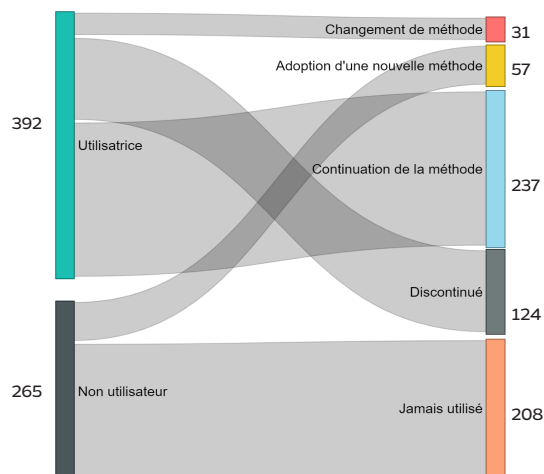 Changement de méthode 31
Adoption d'une nouvelle méthode 57
392 Utilisatrice
Continuation de la méthode 237
Discontinué 124
265 Non utilisateur
Jamais utilisé 208